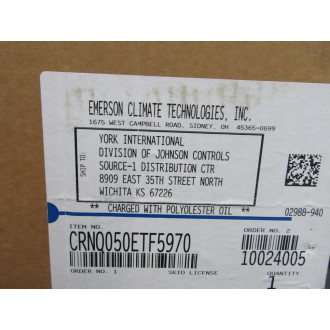 EMERSON CLIMATE TECHNOLOGIES, INC.
1675 WEST CAMPBELL ROAD, SIDNEY, OH 45365-0699
SHIP TO:
YORK INTERNATIONAL
DIVISION OF JOHNSON CONTROLS
SOURCE-1 DISTRIBUTION CTR
8909 EAST 35TH STREET NORTH
WICHITA KS 67226
** CHARGED WITH POLYOLESTER OIL ** 02988-940
ITEM NO. ORDER NO. 2
CRNQ050ETF5970 10024005
ORDER NO. 1 SKID LICENSE QUANTITY
1